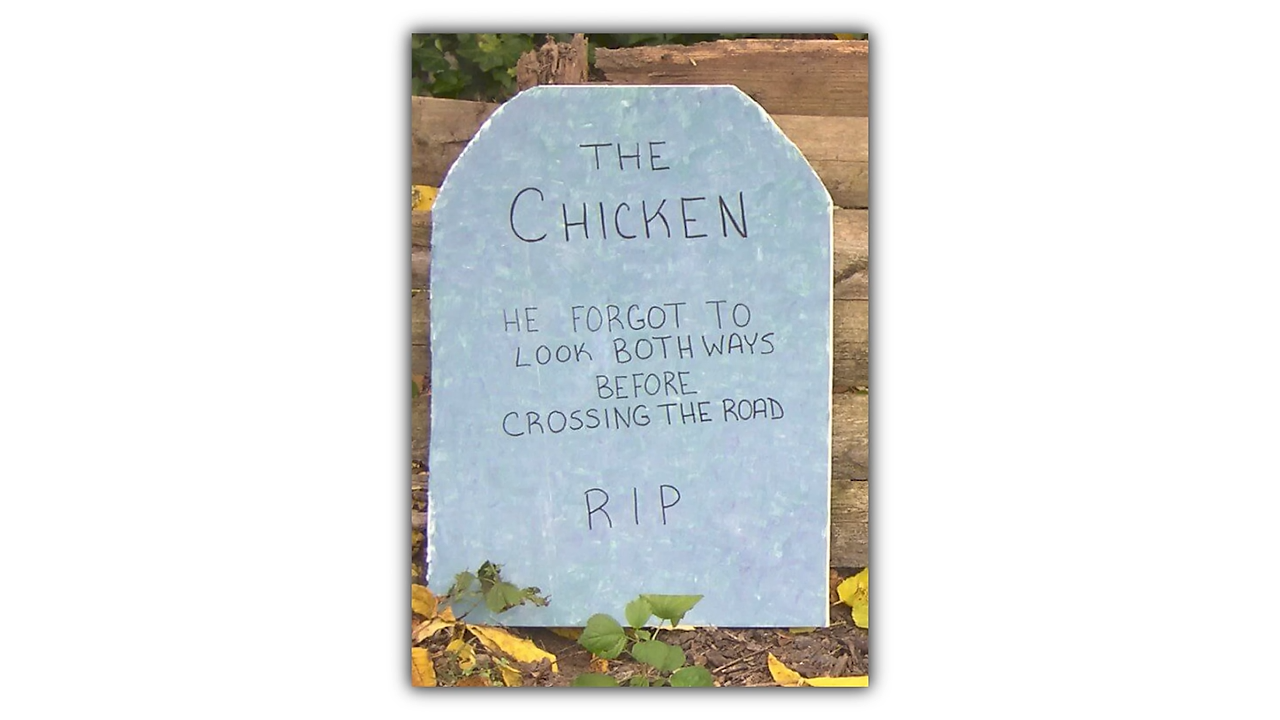 THE
CHICKEN
HE FORGOT TO
LOOK BOTH WAYS
BEFORE
CROSSING THE ROAD
RIP